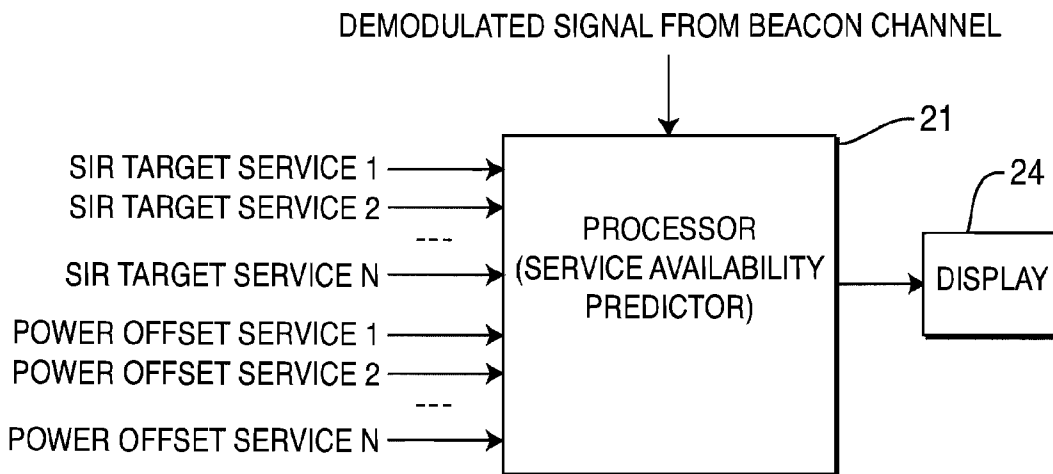 DEMODULATED SIGNAL FROM BEACON CHANNEL
21
SIR TARGET SERVICE 1
SIR TARGET SERVICE 2
---
SIR TARGET SERVICE N
POWER OFFSET SERVICE 1
POWER OFFSET SERVICE 2
---
POWER OFFSET SERVICE N
PROCESSOR
(SERVICE AVAILABILITY
PREDICTOR)
24
DISPLAY